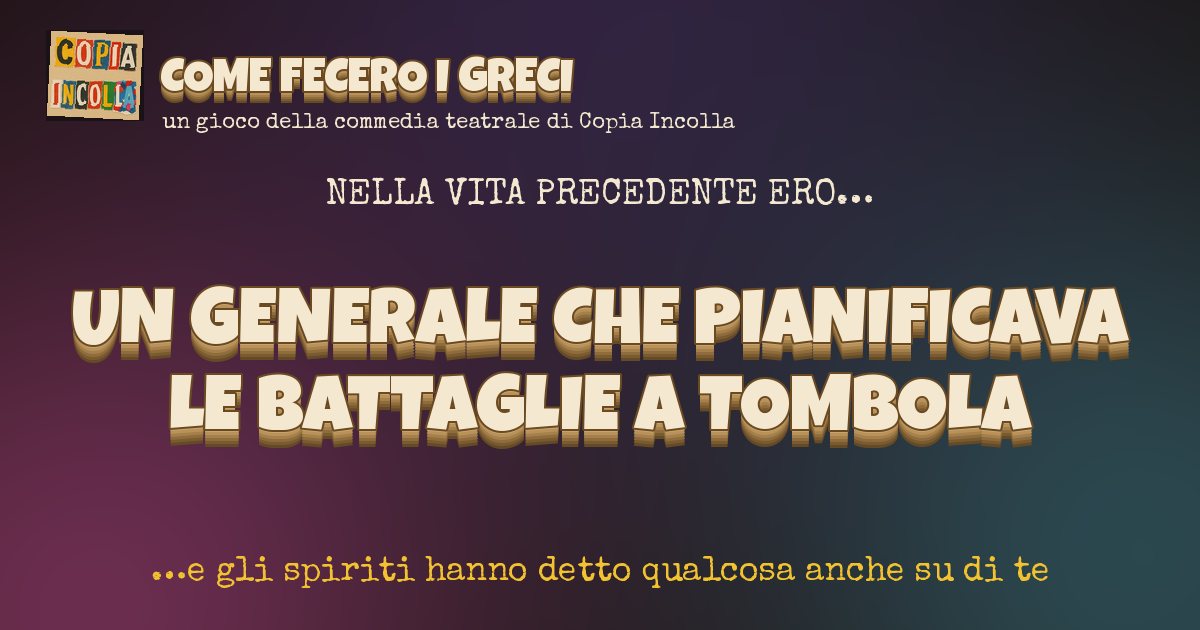 COPIA
INCOLLA
COME FECERO I GRECI
un gioco della commedia teatrale di Copia Incolla
NELLA VITA PRECEDENTE ERO...
UN GENERALE CHE PIANIFICAVA
LE BATTAGLIE A TOMBOLA
...e gli spiriti hanno detto qualcosa anche su di te